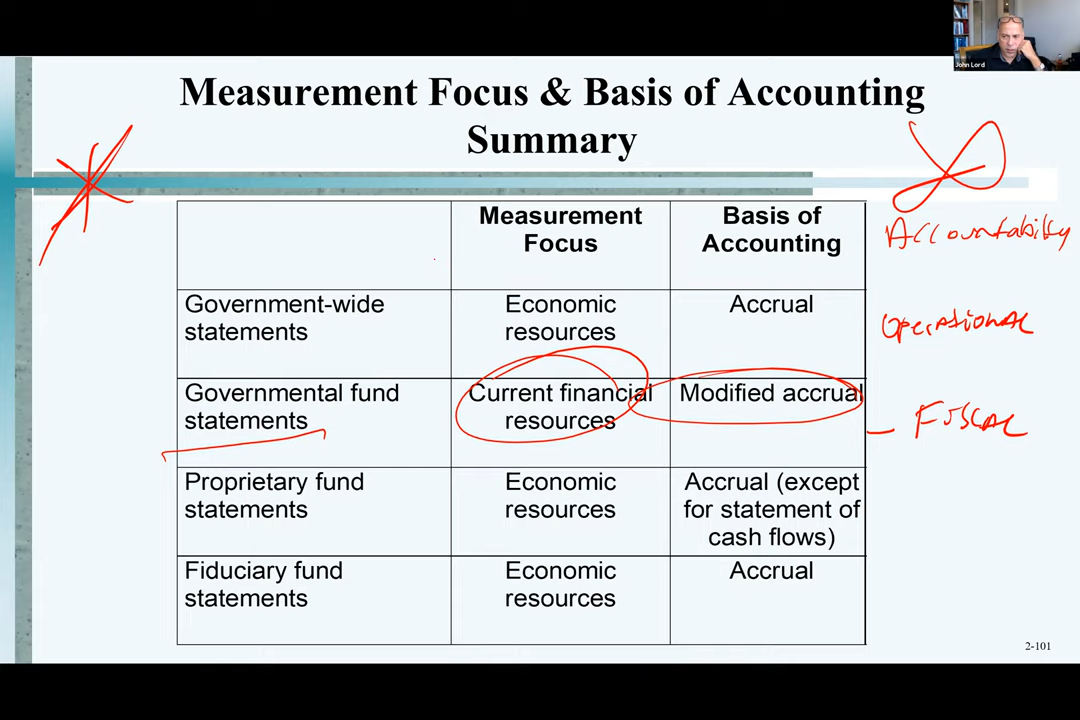 John Lord
Measurement Focus & Basis of Accounting
Summary
Measurement
Focus
Basis of
Accounting
Accountability
Government-wide
statements
Economic
resources
Accrual
Operational
Governmental fund
statements
Current financial
resources
Modified accrual
Fiscal
Proprietary fund
statements
Economic
resources
Accrual (except
for statement of
cash flows)
Fiduciary fund
statements
Economic
resources
Accrual
2-101